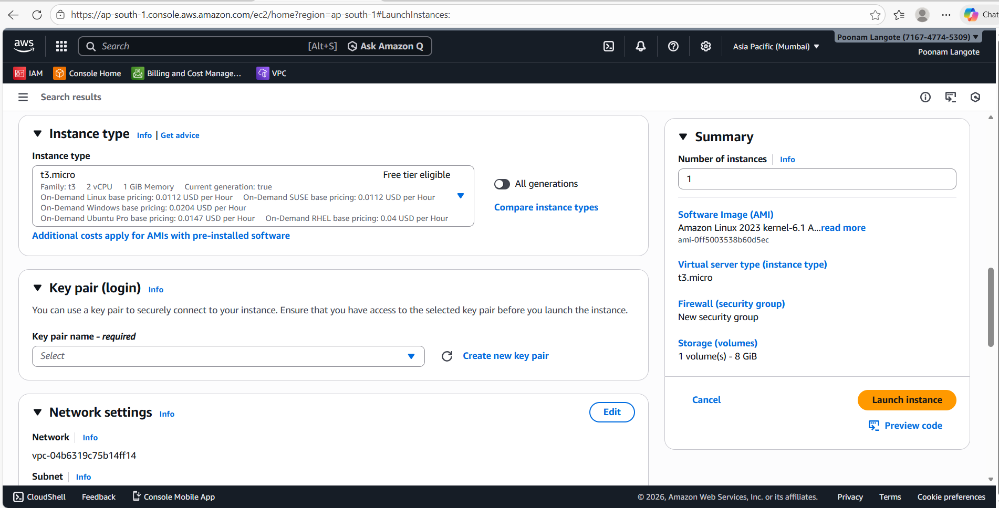 https://ap-south-1.console.aws.amazon.com/ec2/home?region=ap-south-1#LaunchInstances:
Chat
aws
Search
[Alt+S]
Ask Amazon Q
Asia Pacific (Mumbai)
Poonam Langote (7167-4774-5309)
Poonam Langote
IAM
Console Home
Billing and Cost Manage...
VPC
Search results
Instance type
Info
Get advice
Instance type
t3.micro
Free tier eligible
Family: t3 2 vCPU 1 GiB Memory Current generation: true
On-Demand Linux base pricing: 0.0112 USD per Hour On-Demand SUSE base pricing: 0.0112 USD per Hour
On-Demand Windows base pricing: 0.0204 USD per Hour
On-Demand Ubuntu Pro base pricing: 0.0147 USD per Hour On-Demand RHEL base pricing: 0.04 USD per Hour
All generations
Compare instance types
Additional costs apply for AMIs with pre-installed software
Key pair (login)
Info
You can use a key pair to securely connect to your instance. Ensure that you have access to the selected key pair before you launch the instance.
Key pair name - required
Select
Create new key pair
Network settings
Info
Edit
Network
Info
vpc-04b6319c75b14ff14
Subnet
Info
Summary
Number of instances
Info
1
Software Image (AMI)
Amazon Linux 2023 kernel-6.1 A...read more
ami-0ff5003538b60d5ec
Virtual server type (instance type)
t3.micro
Firewall (security group)
New security group
Storage (volumes)
1 volume(s) - 8 GiB
Cancel
Launch instance
Preview code
CloudShell
Feedback
Console Mobile App
© 2026, Amazon Web Services, Inc. or its affiliates.
Privacy
Terms
Cookie preferences